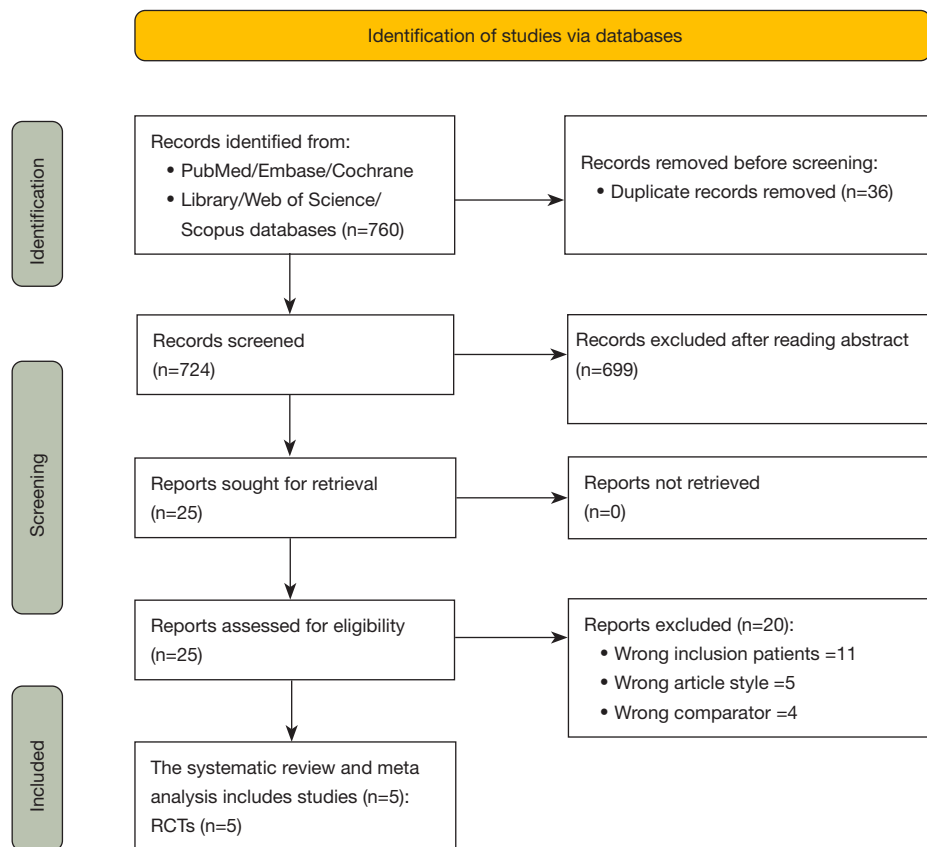 Identification of studies via databases
Identification
Records identified from:
• PubMed/Embase/Cochrane
• Library/Web of Science/
Scopus databases (n=760)
Records removed before screening:
• Duplicate records removed (n=36)
Screening
Records screened
(n=724)
Records excluded after reading abstract
(n=699)
Reports sought for retrieval
(n=25)
Reports not retrieved
(n=0)
Reports assessed for eligibility
(n=25)
Reports excluded (n=20):
• Wrong inclusion patients =11
• Wrong article style =5
• Wrong comparator =4
Included
The systematic review and meta
analysis includes studies (n=5):
RCTs (n=5)